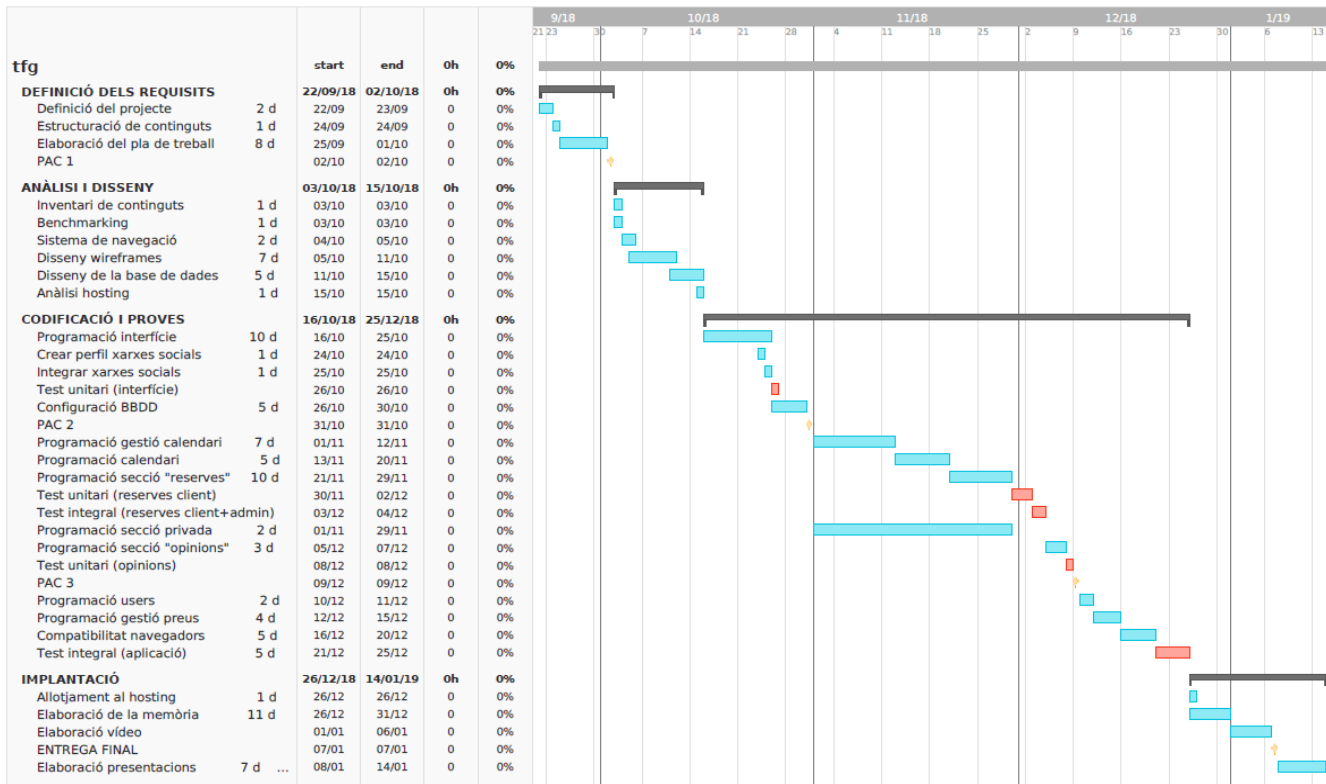 9/18 10/18 11/18 12/18 1/19
21 23 30 7 14 21 28 4 11 18 25 2 9 16 23 30 6 13
tfg start end 0h 0%
DEFINICIÓ DELS REQUISITS 22/09/18 02/10/18 0h 0%
Definició del projecte 2 d 22/09 23/09 0 0%
Estructuració de continguts 1 d 24/09 24/09 0 0%
Elaboració del pla de treball 8 d 25/09 01/10 0 0%
PAC 1 02/10 02/10 0 0%
ANÀLISI I DISSENY 03/10/18 15/10/18 0h 0%
Inventari de continguts 1 d 03/10 03/10 0 0%
Benchmarking 1 d 03/10 03/10 0 0%
Sistema de navegació 2 d 04/10 05/10 0 0%
Disseny wireframes 7 d 05/10 11/10 0 0%
Disseny de la base de dades 5 d 11/10 15/10 0 0%
Anàlisi hosting 1 d 15/10 15/10 0 0%
CODIFICACIÓ I PROVES 16/10/18 25/12/18 0h 0%
Programació interfície 10 d 16/10 25/10 0 0%
Crear perfil xarxes socials 1 d 24/10 24/10 0 0%
Integrar xarxes socials 1 d 25/10 25/10 0 0%
Test unitari (interfície) 26/10 26/10 0 0%
Configuració BBDD 5 d 26/10 30/10 0 0%
PAC 2 31/10 31/10 0 0%
Programació gestió calendari 7 d 01/11 12/11 0 0%
Programació calendari 5 d 13/11 20/11 0 0%
Programació secció "reserves" 10 d 21/11 29/11 0 0%
Test unitari (reserves client) 30/11 02/12 0 0%
Test integral (reserves client+admin) 03/12 04/12 0 0%
Programació secció privada 2 d 01/11 29/11 0 0%
Programació secció "opinions" 3 d 05/12 07/12 0 0%
Test unitari (opinions) 08/12 08/12 0 0%
PAC 3 09/12 09/12 0 0%
Programació users 2 d 10/12 11/12 0 0%
Programació gestió preus 4 d 12/12 15/12 0 0%
Compatibilitat navegadors 5 d 16/12 20/12 0 0%
Test integral (aplicació) 5 d 21/12 25/12 0 0%
IMPLANTACIÓ 26/12/18 14/01/19 0h 0%
Allotjament al hosting 1 d 26/12 26/12 0 0%
Elaboració de la memòria 11 d 26/12 31/12 0 0%
Elaboració vídeo 01/01 06/01 0 0%
ENTREGA FINAL 07/01 07/01 0 0%
Elaboració presentacions 7 d ... 08/01 14/01 0 0%